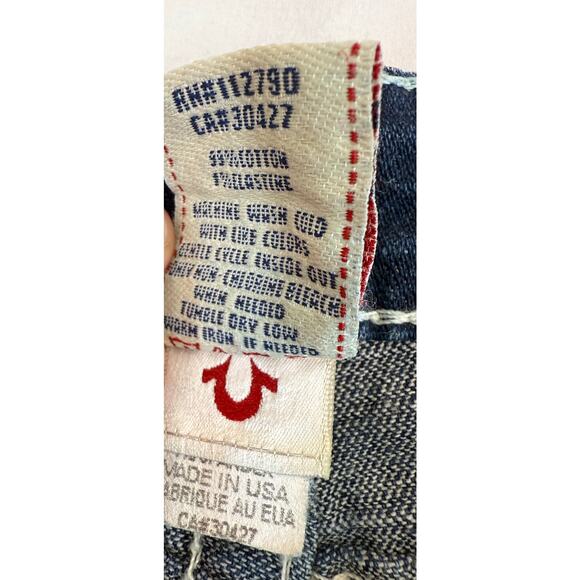 RN#112790
CA#30427
99%COTTON
1%ELASTINE
MACHINE WASH COLD
WITH LIKE COLORS
GENTLE CYCLE INSIDE OUT
ONLY NON-CHLORINE BLEACH
WHEN NEEDED
TUMBLE DRY LOW
WARM IRON IF NEEDED
MADE IN USA
FABRIQUE AU EUA
CA#30427